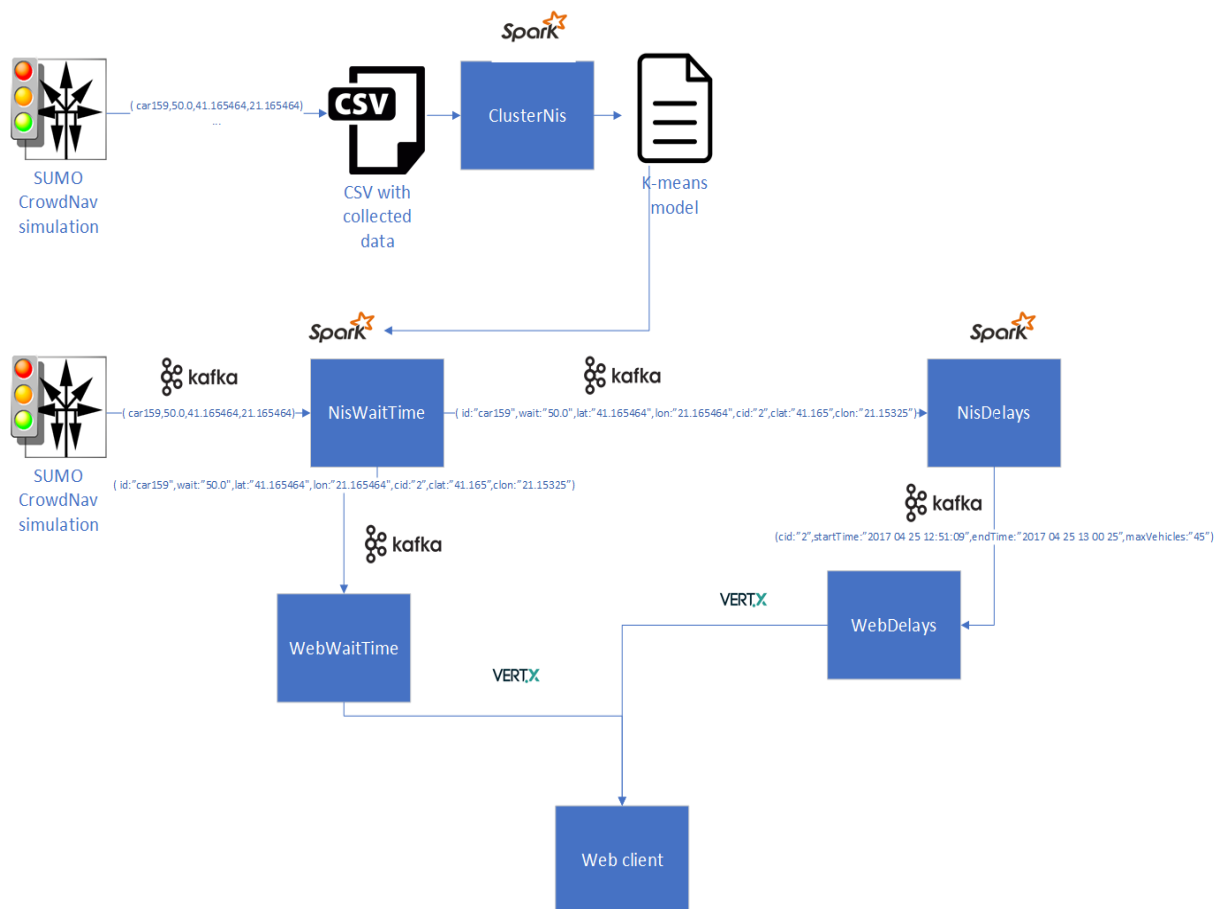 Spark
( car159,50.0,41.165464,21.165464)
...
CSV
ClusterNis
SUMO
CrowdNav
simulation
CSV with
collected
data
K-means
model
Spark
Spark
kafka
kafka
( car159,50.0,41.165464,21.165464)
NisWaitTime
( id:"car159",wait:"50.0",lat:"41.165464",lon:"21.165464",cid:"2",clat:"41.165",clon:"21.15325")
NisDelays
SUMO
CrowdNav
simulation
( id:"car159",wait:"50.0",lat:"41.165464",lon:"21.165464",cid:"2",clat:"41.165",clon:"21.15325")
kafka
kafka
(cid:"2",startTime:"2017 04 25 12:51:09",endTime:"2017 04 25 13 00 25",maxVehicles:"45")
VERT.X
WebDelays
WebWaitTime
VERT.X
Web client